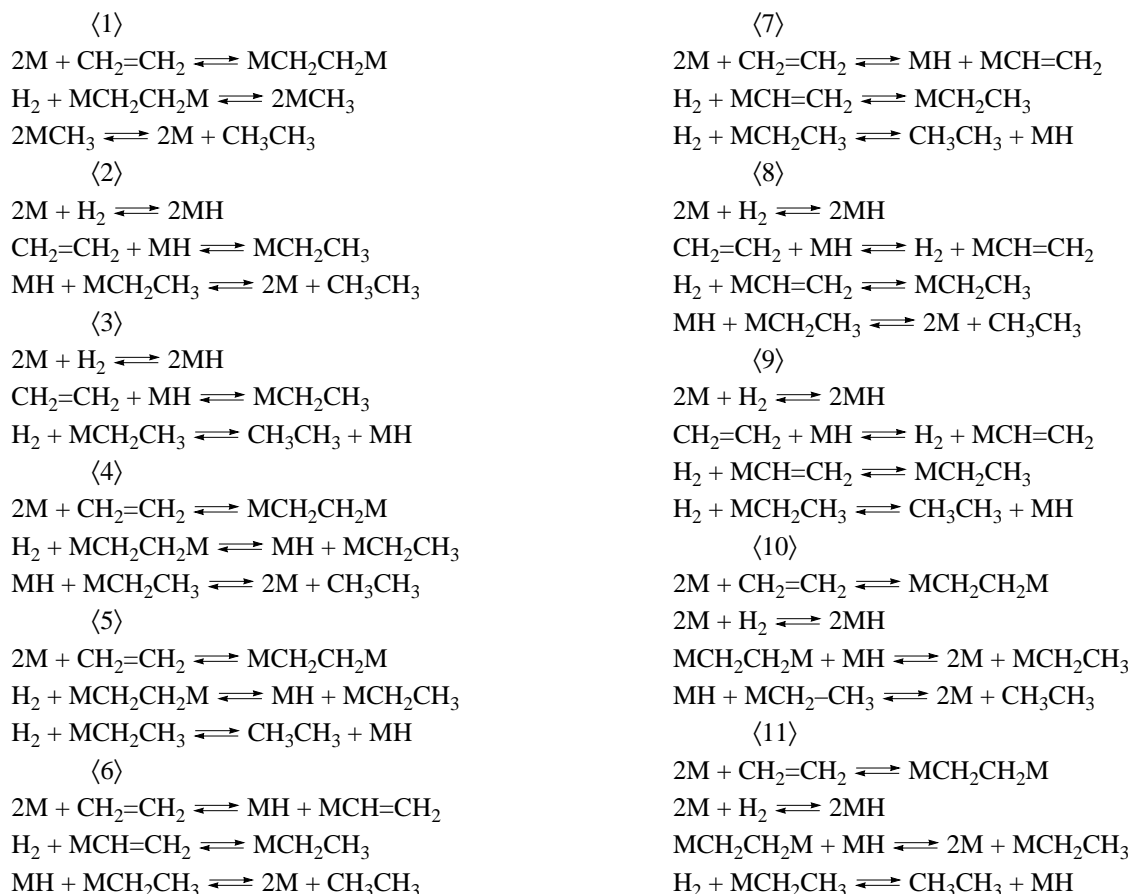 ⟨1⟩
2M + CH₂=CH₂ ⇌ MCH₂CH₂M
H₂ + MCH₂CH₂M ⇌ 2MCH₃
2MCH₃ ⇌ 2M + CH₃CH₃
⟨2⟩
2M + H₂ ⇌ 2MH
CH₂=CH₂ + MH ⇌ MCH₂CH₃
MH + MCH₂CH₃ ⇌ 2M + CH₃CH₃
⟨3⟩
2M + H₂ ⇌ 2MH
CH₂=CH₂ + MH ⇌ MCH₂CH₃
H₂ + MCH₂CH₃ ⇌ CH₃CH₃ + MH
⟨4⟩
2M + CH₂=CH₂ ⇌ MCH₂CH₂M
H₂ + MCH₂CH₂M ⇌ MH + MCH₂CH₃
MH + MCH₂CH₃ ⇌ 2M + CH₃CH₃
⟨5⟩
2M + CH₂=CH₂ ⇌ MCH₂CH₂M
H₂ + MCH₂CH₂M ⇌ MH + MCH₂CH₃
H₂ + MCH₂CH₃ ⇌ CH₃CH₃ + MH
⟨6⟩
2M + CH₂=CH₂ ⇌ MH + MCH=CH₂
H₂ + MCH=CH₂ ⇌ MCH₂CH₃
MH + MCH₂CH₃ ⇌ 2M + CH₃CH₃
⟨7⟩
2M + CH₂=CH₂ ⇌ MH + MCH=CH₂
H₂ + MCH=CH₂ ⇌ MCH₂CH₃
H₂ + MCH₂CH₃ ⇌ CH₃CH₃ + MH
⟨8⟩
2M + H₂ ⇌ 2MH
CH₂=CH₂ + MH ⇌ H₂ + MCH=CH₂
H₂ + MCH=CH₂ ⇌ MCH₂CH₃
MH + MCH₂CH₃ ⇌ 2M + CH₃CH₃
⟨9⟩
2M + H₂ ⇌ 2MH
CH₂=CH₂ + MH ⇌ H₂ + MCH=CH₂
H₂ + MCH=CH₂ ⇌ MCH₂CH₃
H₂ + MCH₂CH₃ ⇌ CH₃CH₃ + MH
⟨10⟩
2M + CH₂=CH₂ ⇌ MCH₂CH₂M
2M + H₂ ⇌ 2MH
MCH₂CH₂M + MH ⇌ 2M + MCH₂CH₃
MH + MCH₂–CH₃ ⇌ 2M + CH₃CH₃
⟨11⟩
2M + CH₂=CH₂ ⇌ MCH₂CH₂M
2M + H₂ ⇌ 2MH
MCH₂CH₂M + MH ⇌ 2M + MCH₂CH₃
H₂ + MCH₂CH₃ ⇌ CH₃CH₃ + MH